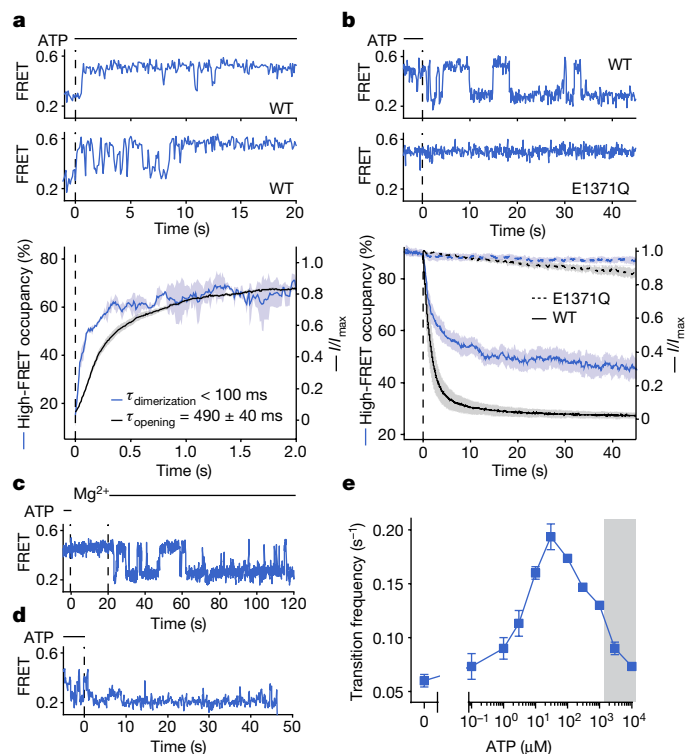 a
ATP
0.6
FRET
0.2
WT
0.6
FRET
0.2
WT
0 5 10 15 20
Time (s)
High-FRET occupancy (%)
80
60
40
20
τdimerization < 100 ms
τopening = 490 ± 40 ms
1.0
0.8
0.6
0.4
0.2
0
I/Imax
0 0.5 1.0 1.5 2.0
Time (s)
b
ATP
0.6
FRET
0.2
WT
0.6
FRET
0.2
E1371Q
0 10 20 30 40
Time (s)
High-FRET occupancy (%)
80
60
40
20
E1371Q
WT
1.0
0.8
0.6
0.4
0.2
0
I/Imax
0 10 20 30 40
Time (s)
c
Mg2+
ATP
0.6
FRET
0.2
0 20 40 60 80 100 120
Time (s)
d
ATP
0.6
FRET
0.2
0 10 20 30 40 50
Time (s)
e
Transition frequency (s−1)
0.20
0.15
0.10
0.05
0 10−1 100 101 102 103 104
ATP (μM)